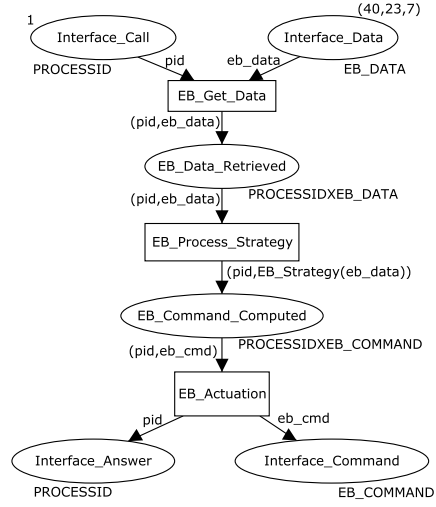 (40,23,7)
1
Interface_Call
Interface_Data
pid
eb_data
PROCESSID
EB_DATA
EB_Get_Data
(pid,eb_data)
EB_Data_Retrieved
PROCESSIDXEB_DATA
(pid,eb_data)
EB_Process_Strategy
(pid,EB_Strategy(eb_data))
EB_Command_Computed
PROCESSIDXEB_COMMAND
(pid,eb_cmd)
EB_Actuation
pid
eb_cmd
Interface_Answer
Interface_Command
PROCESSID
EB_COMMAND